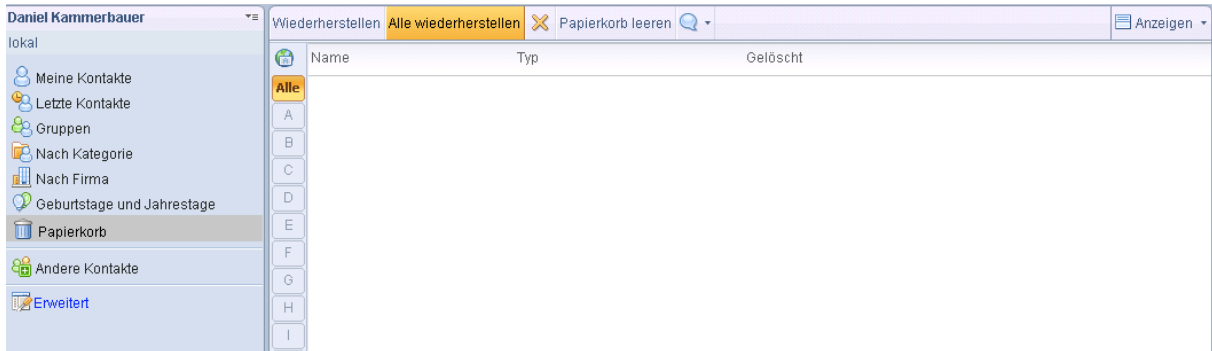 Daniel Kammerbauer
lokal
Meine Kontakte
Letzte Kontakte
Gruppen
Nach Kategorie
Nach Firma
Geburtstage und Jahrestage
Papierkorb
Andere Kontakte
Erweitert
Wiederherstellen Alle wiederherstellen Papierkorb leeren Anzeigen
Name Typ Gelöscht
Alle
A
B
C
D
E
F
G
H
I